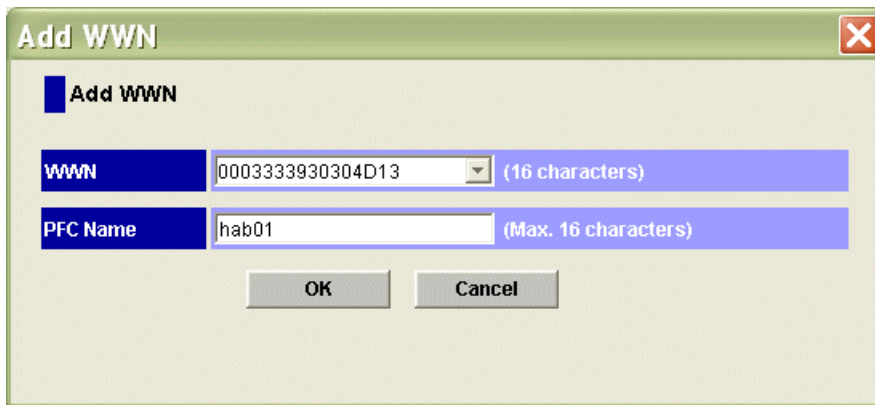 Add WWN
Add WWN
WWN 0003333930304D13 (16 characters)
PFC Name hab01 (Max. 16 characters)
OK Cancel